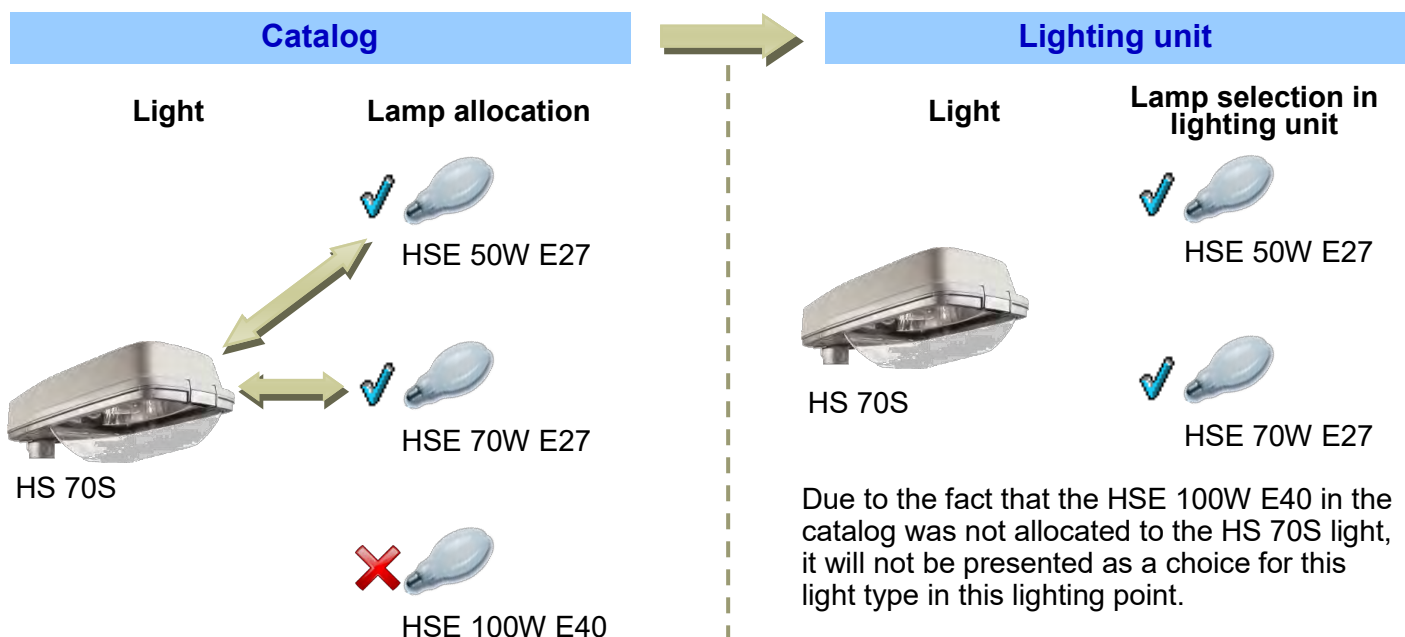 Catalog
Light
Lamp allocation
HSE 50W E27
HSE 70W E27
HS 70S
HSE 100W E40
Lighting unit
Light
Lamp selection in
lighting unit
HSE 50W E27
HS 70S
HSE 70W E27
Due to the fact that the HSE 100W E40 in the
catalog was not allocated to the HS 70S light,
it will not be presented as a choice for this
light type in this lighting point.